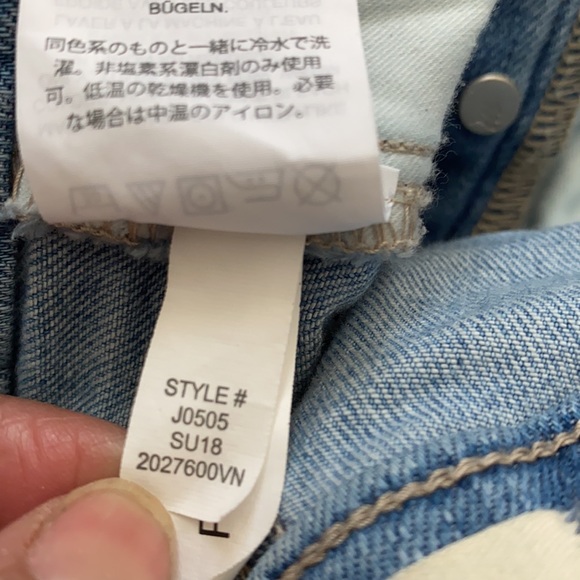 BÜGELN.
同色系のものと一緒に冷水で洗
濯。非塩素系漂白剤のみ使用
可。低温の乾燥機を使用。必要
な場合は中温のアイロン。
STYLE #
J0505
SU18
2027600VN